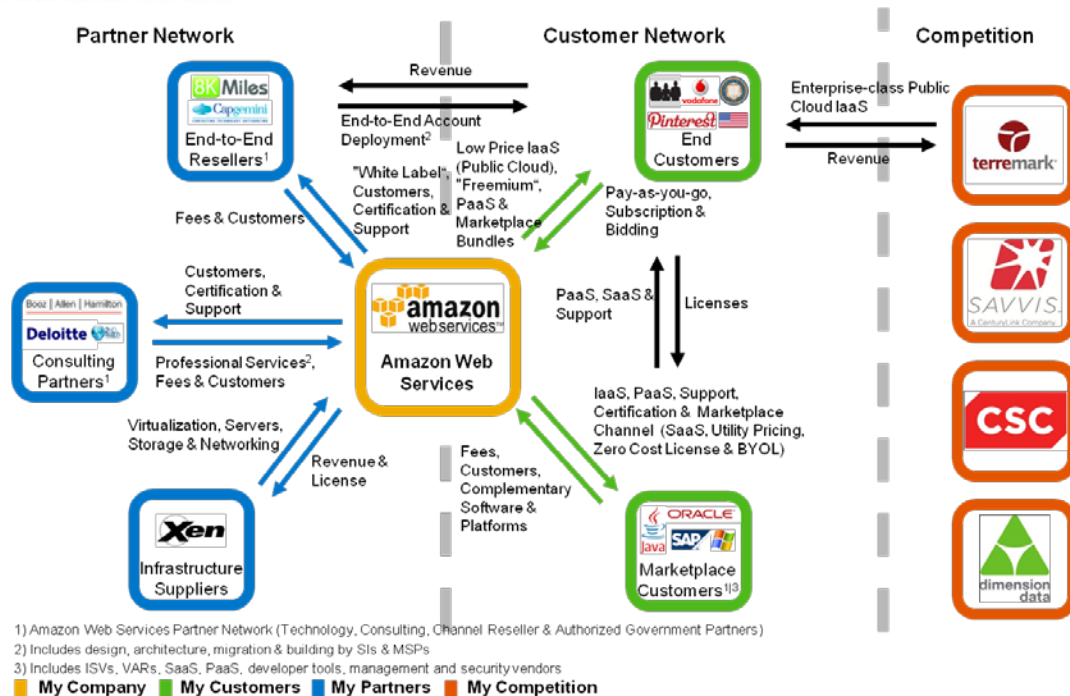 Partner Network
Customer Network
Competition
8K Miles
Capgemini
CONSULTING.TECHNOLOGY.OUTSOURCING
End-to-End
Resellers1
Revenue
End-to-End Account
Deployment2
vodafone
Pinterest
End
Customers
Enterprise-class Public
Cloud IaaS
Revenue
terremark
"White Label",
Customers,
Certification &
Support
Low Price IaaS
(Public Cloud),
"Freemium",
PaaS &
Marketplace
Bundles
Fees & Customers
Pay-as-you-go,
Subscription &
Bidding
SAVVIS
A CenturyLink Company
Customers,
Certification &
Support
Booz | Allen | Hamilton
Deloitte
Consulting
Partners1
Professional Services2,
Fees & Customers
amazon
webservices™
Amazon Web
Services
PaaS, SaaS &
Support
Licenses
CSC
Virtualization, Servers,
Storage & Networking
Revenue &
License
IaaS, PaaS, Support,
Certification & Marketplace
Channel (SaaS, Utility Pricing,
Zero Cost License & BYOL)
Fees,
Customers,
Complementary
Software &
Platforms
Xen
Infrastructure
Suppliers
ORACLE
Java
SAP
Marketplace
Customers1|3
dimension
data
1) Amazon Web Services Partner Network (Technology, Consulting, Channel Reseller & Authorized Government Partners)
2) Includes design, architecture, migration & building by SIs & MSPs
3) Includes ISVs, VARs, SaaS, PaaS, developer tools, management and security vendors
My Company
My Customers
My Partners
My Competition